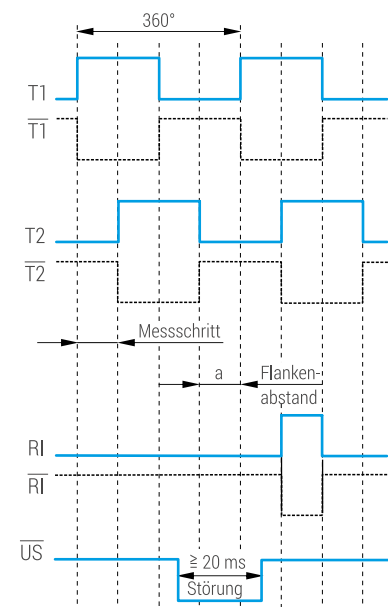 360°
T1
T1
T2
T2
Messschritt
a
Flanken-
abstand
RI
RI
US
≧ 20 ms
Störung